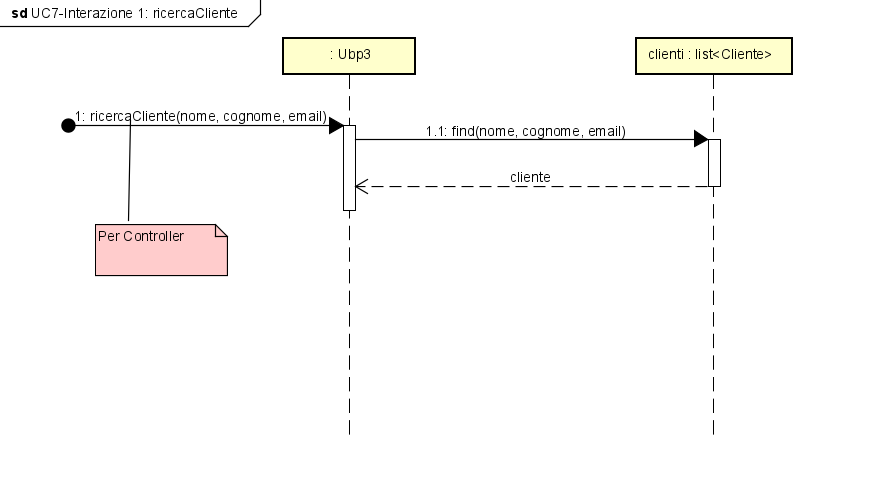 sd UC7-Interazione 1: ricercaCliente
: Ubp3
clienti : list<Cliente>
1: ricercaCliente(nome, cognome, email)
1.1: find(nome, cognome, email)
cliente
Per Controller